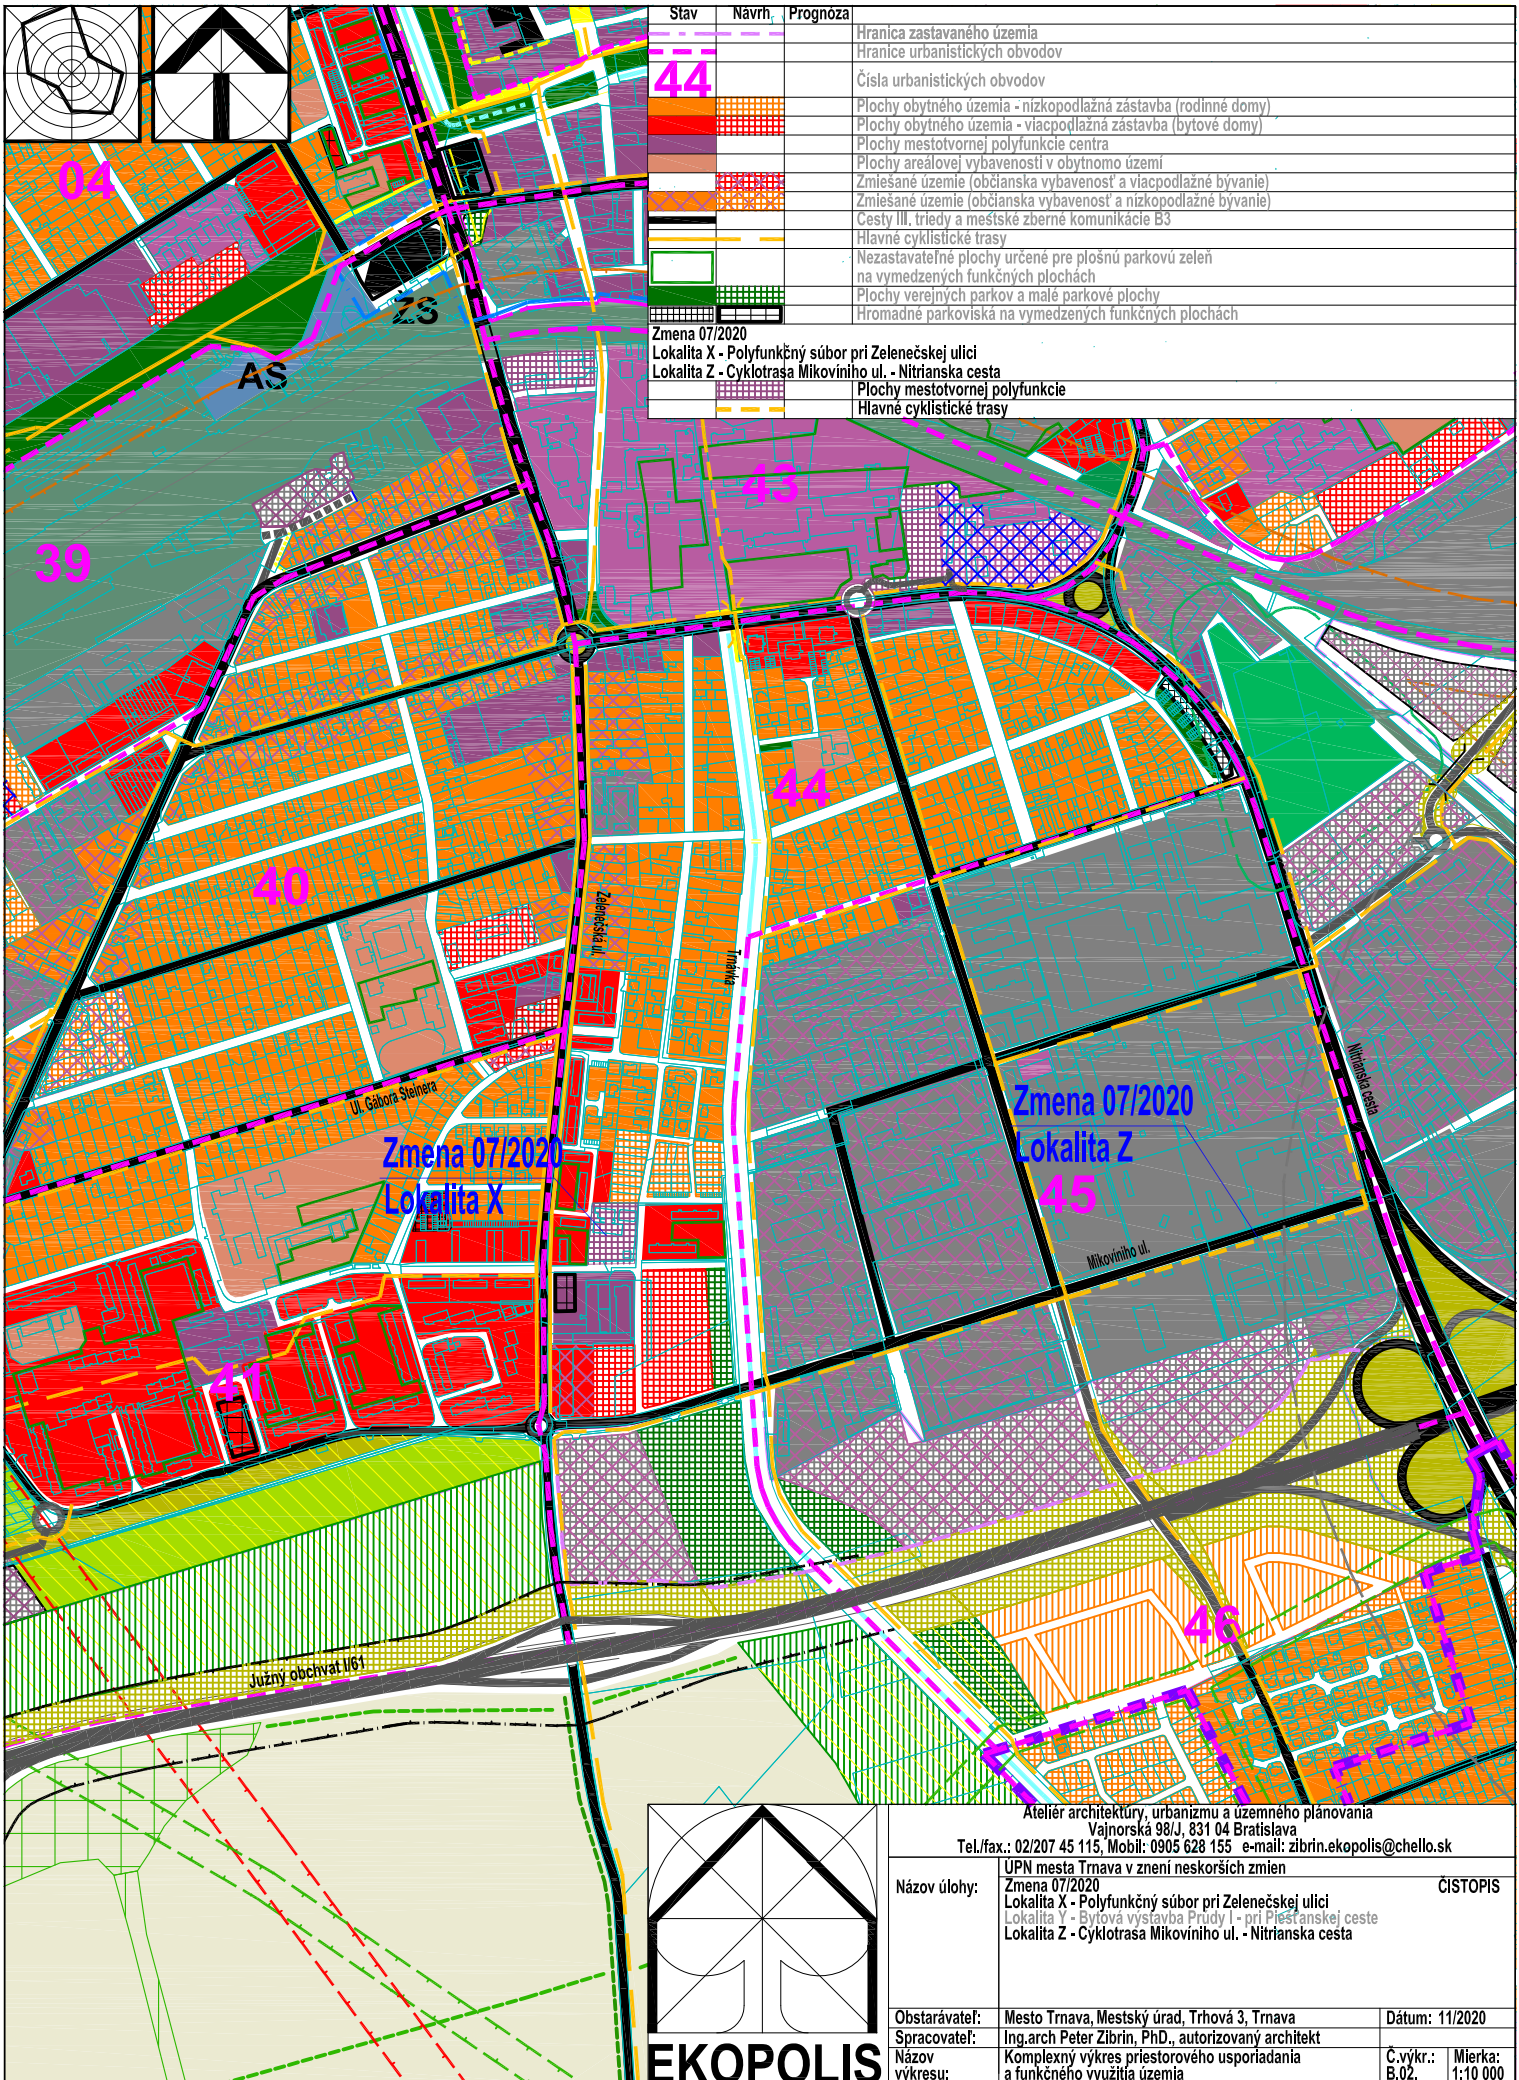 Stav Návrh Prognóza
Hranica zastavaného územia
Hranice urbanistických obvodov
44 Čísla urbanistických obvodov
Plochy obytného územia - nízkopodlažná zástavba (rodinné domy)
Plochy obytného územia - viacpodlažná zástavba (bytové domy)
Plochy mestotvornej polyfunkcie centra
Plochy areálovej vybavenosti v obytnomo území
Zmiešané územie (občianska vybavenosť a viacpodlažné bývanie)
Zmiešané územie (občianska vybavenosť a nízkopodlažné bývanie)
Cesty III. triedy a mestské zberné komunikácie B3
Hlavné cyklistické trasy
Nezastavateľné plochy určené pre plošnú parkovú zeleň
na vymedzených funkčných plochách
Plochy verejných parkov a malé parkové plochy
Hromadné parkoviská na vymedzených funkčných plochách
Zmena 07/2020
Lokalita X - Polyfunkčný súbor pri Zelenečskej ulici
Lokalita Z - Cyklotrasa Mikovíniho ul. - Nitrianska cesta
Plochy mestotvornej polyfunkcie
Hlavné cyklistické trasy
04
ŽS
AS
43
39
44
40
Zelenečská ul.
Trnávka
Nitrianska cesta
Ul. Gábora Steinera
Zmena 07/2020
Lokalita Z
Zmena 07/2020
Lokalita X
45
Mikovíniho ul.
41
46
Južný obchvat I/61
EKOPOLIS
Ateliér architektúry, urbanizmu a územného plánovania
Vajnorská 98/J, 831 04 Bratislava
Tel./fax.: 02/207 45 115, Mobil: 0905 628 155 e-mail: zibrin.ekopolis@chello.sk
Názov úlohy:
ÚPN mesta Trnava v znení neskorších zmien
Zmena 07/2020 ČISTOPIS
Lokalita X - Polyfunkčný súbor pri Zelenečskej ulici
Lokalita Y - Bytová výstavba Prúdy I - pri Piešťanskej ceste
Lokalita Z - Cyklotrasa Mikovíniho ul. - Nitrianska cesta
Obstarávateľ: Mesto Trnava, Mestský úrad, Trhová 3, Trnava Dátum: 11/2020
Spracovateľ: Ing.arch Peter Zibrin, PhD., autorizovaný architekt
Názov výkresu: Komplexný výkres priestorového usporiadania
a funkčného využitia územia
Č.výkr.: B.02. Mierka: 1:10 000